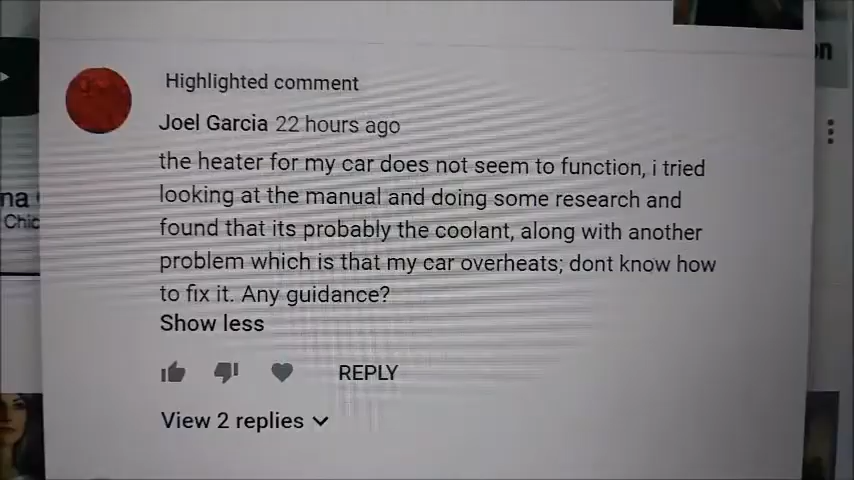 on
Highlighted comment
Joel Garcia 22 hours ago
the heater for my car does not seem to function, i tried
looking at the manual and doing some research and
found that its probably the coolant, along with another
problem which is that my car overheats; dont know how
to fix it. Any guidance?
Show less
REPLY
View 2 replies
na
Chic